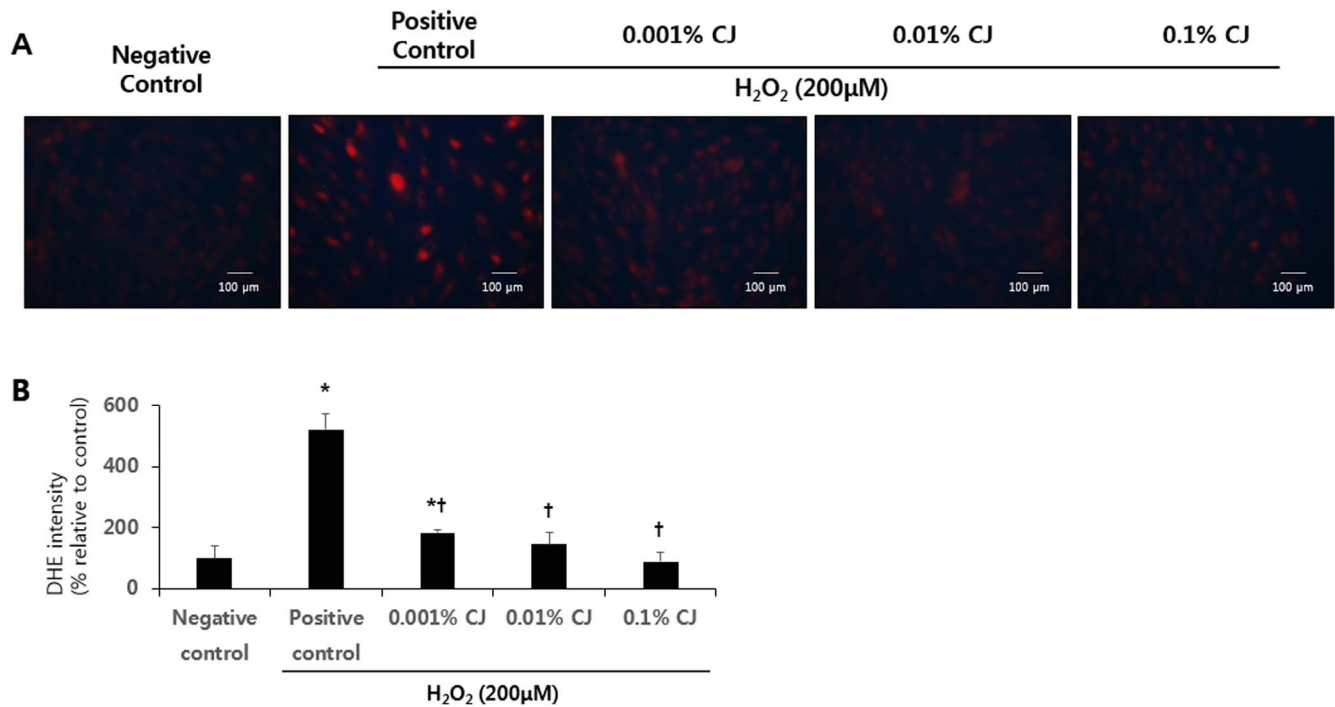 A
Negative
Control
Positive
Control
0.001% CJ
0.01% CJ
0.1% CJ
H₂O₂ (200μM)
100 μm
100 μm
100 μm
100 μm
100 μm
B
DHE intensity
(% relative to control)
600
400
200
0
*
*†
†
†
Negative
control
Positive
control
0.001% CJ
0.01% CJ
0.1% CJ
H₂O₂ (200μM)